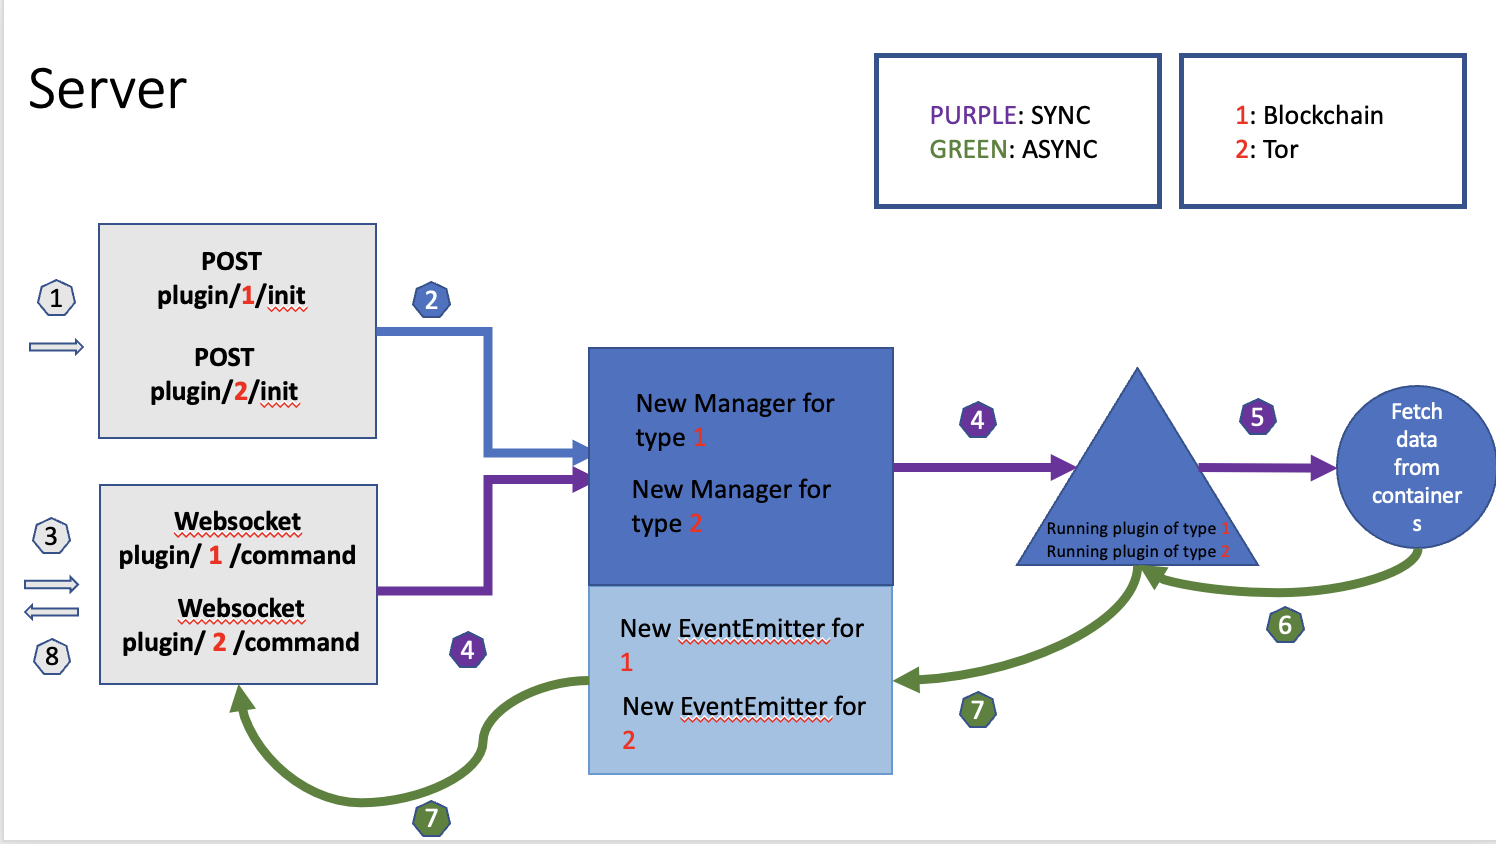 Server
PURPLE: SYNC
GREEN: ASYNC
1: Blockchain
2: Tor
1
POST
plugin/1/init
POST
plugin/2/init
2
3
Websocket
plugin/ 1 /command
Websocket
plugin/ 2 /command
8
4
New Manager for
type 1
New Manager for
type 2
New EventEmitter for
1
New EventEmitter for
2
4
Running plugin of type 1
Running plugin of type 2
5
Fetch
data
from
container
s
6
7
7